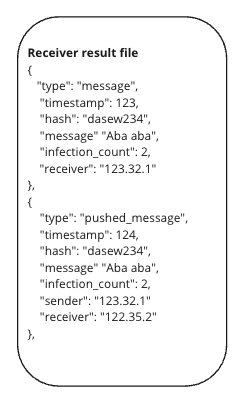 Receiver result file
{
"type": "message",
"timestamp": 123,
"hash": "dasew234",
"message" "Aba aba",
"infection_count": 2,
"receiver": "123.32.1"
},
{
"type": "pushed_message",
"timestamp": 124,
"hash": "dasew234",
"message" "Aba aba",
"infection_count": 2,
"sender": "123.32.1"
"receiver": "122.35.2"
},